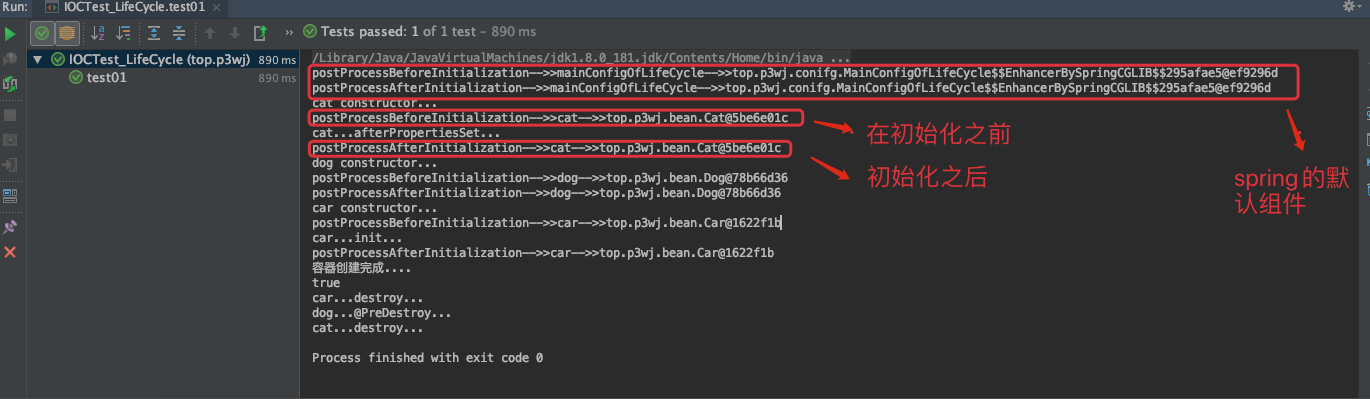 Run: IOCTest_LifeCycle.test01 ×
» Tests passed: 1 of 1 test – 890 ms
IOCTest_LifeCycle (top.p3wj) 890 ms
test01 890 ms
/Library/Java/JavaVirtualMachines/jdk1.8.0_181.jdk/Contents/Home/bin/java ...
postProcessBeforeInitialization-->>mainConfigOfLifeCycle-->>top.p3wj.conifg.MainConfigOfLifeCycle$$EnhancerBySpringCGLIB$$295afae5@ef9296d
postProcessAfterInitialization-->>mainConfigOfLifeCycle-->>top.p3wj.conifg.MainConfigOfLifeCycle$$EnhancerBySpringCGLIB$$295afae5@ef9296d
cat constructor...
postProcessBeforeInitialization-->>cat-->>top.p3wj.bean.Cat@5be6e01c
cat...afterPropertiesSet...
postProcessAfterInitialization-->>cat-->>top.p3wj.bean.Cat@5be6e01c
dog constructor...
postProcessBeforeInitialization-->>dog-->>top.p3wj.bean.Dog@78b66d36
postProcessAfterInitialization-->>dog-->>top.p3wj.bean.Dog@78b66d36
car constructor...
postProcessBeforeInitialization-->>car-->>top.p3wj.bean.Car@1622f1b
car...init...
postProcessAfterInitialization-->>car-->>top.p3wj.bean.Car@1622f1b
容器创建完成....
true
car...destroy...
dog...@PreDestroy...
cat...destroy...
Process finished with exit code 0
在初始化之前
初始化之后
spring的默
认组件